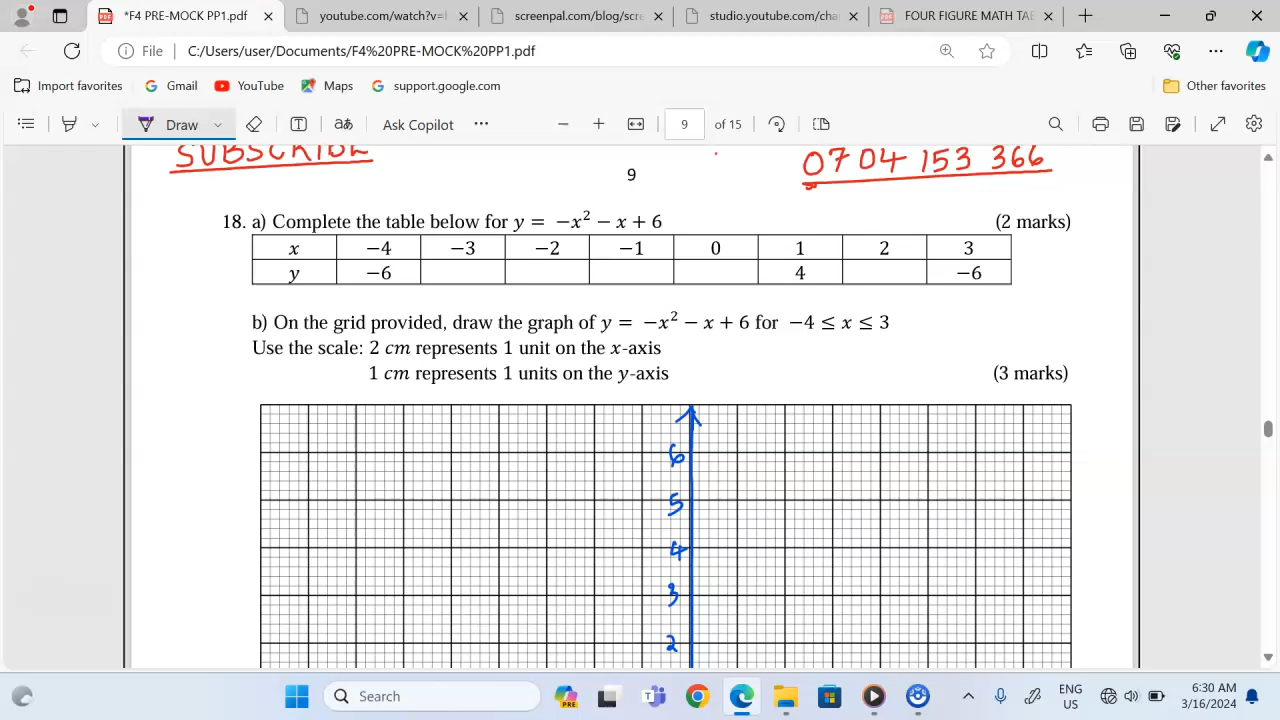 *F4 PRE-MOCK PP1.pdf
youtube.com/watch?v=
screenpal.com/blog/scre
studio.youtube.com/cha
FOUR FIGURE MATH TAB
File
C:/Users/user/Documents/F4%20PRE-MOCK%20PP1.pdf
Import favorites
Gmail
YouTube
Maps
support.google.com
Other favorites
Draw
aあ
Ask Copilot
9
of 15
SUBSCRIBE
0704 153 366
9
18. a) Complete the table below for y = −x² − x + 6 (2 marks)
x −4 −3 −2 −1 0 1 2 3
y −6 4 −6
b) On the grid provided, draw the graph of y = −x² − x + 6 for −4 ≤ x ≤ 3
Use the scale: 2 cm represents 1 unit on the x-axis
1 cm represents 1 units on the y-axis (3 marks)
6
5
4
3
2
PRE
Search
ENG
US
6:30 AM
3/16/2024